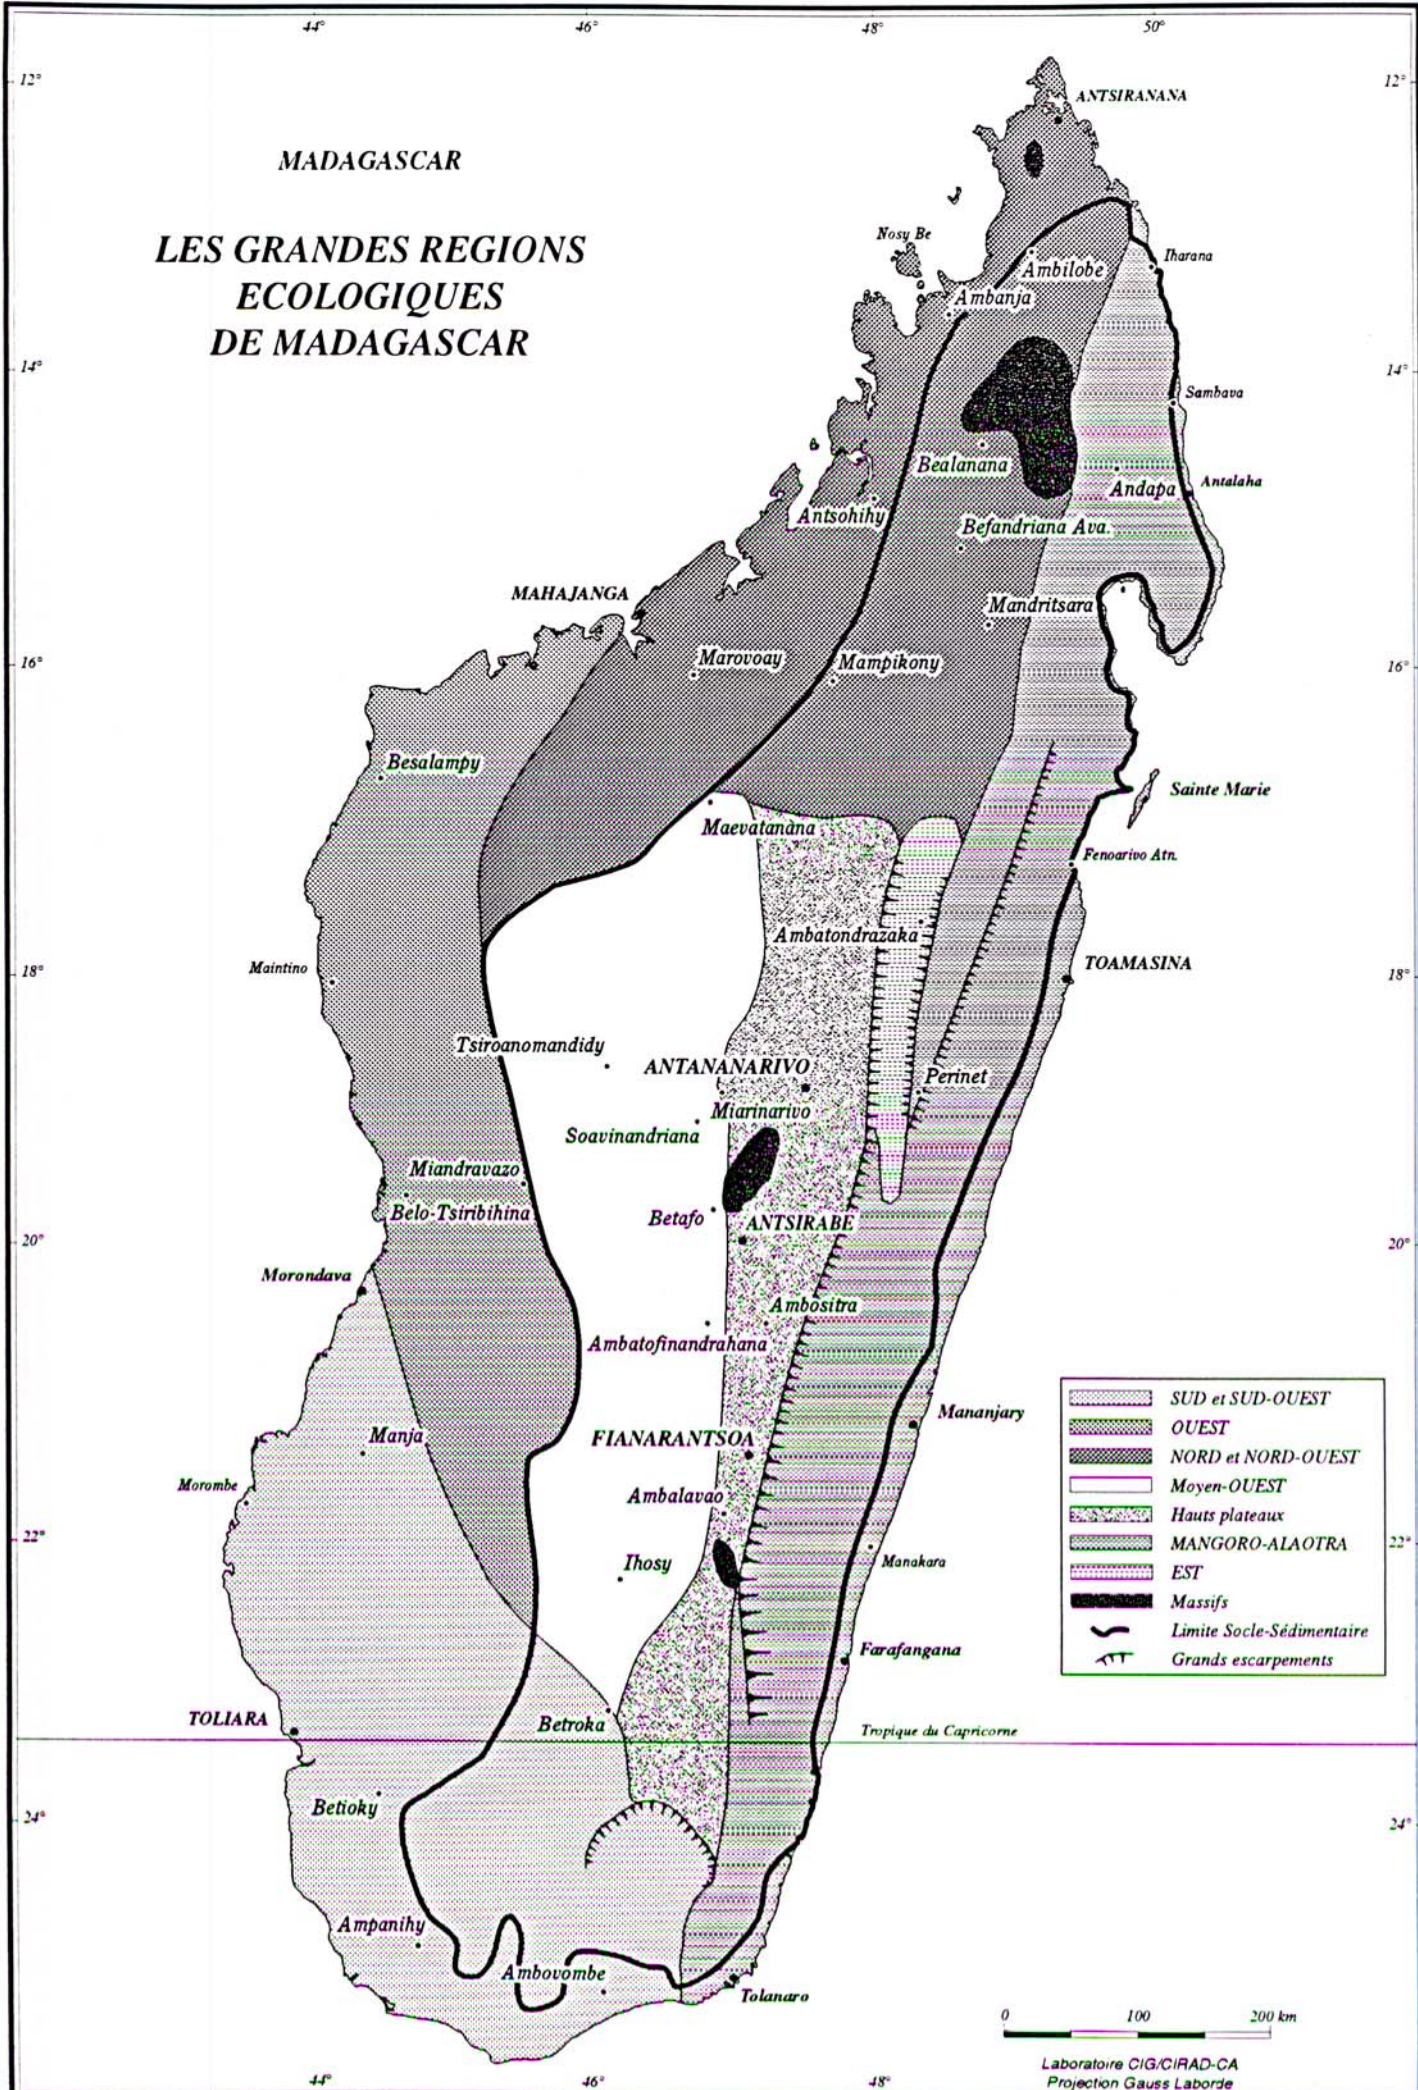 44° 46° 48° 50°
12° 12°
ANTSIRANANA
MADAGASCAR
LES GRANDES REGIONS
ECOLOGIQUES
DE MADAGASCAR
Nosy Be
Iharana
Ambilobe
Ambanja
14° 14°
Sambava
Bealanana
Andapa
Antalaha
Antsohihy
Befandriana Ava.
MAHAJANGA
Mandritsara
Marovoay
Mampikony
16° 16°
Besalampy
Sainte Marie
Maevatanana
Fenoarivo Atn.
Ambatondrazaka
Maintino
18° 18°
TOAMASINA
Tsiroanomandidy
ANTANANARIVO
Perinet
Miarinarivo
Soavinandriana
Miandravazo
Belo-Tsiribihina
Betafo
ANTSIRABE
20° 20°
Morondava
Ambositra
Ambatofinandrahana
SUD et SUD-OUEST
OUEST
NORD et NORD-OUEST
Moyen-OUEST
Hauts plateaux
MANGORO-ALAOTRA
EST
Massifs
Limite Socle-Sédimentaire
Grands escarpements
Mananjary
Manja
FIANARANTSOA
Morombe
Ambalavao
22° 22°
Ihosy
Manakara
Farafangana
TOLIARA
Betroka
Tropique du Capricorne
Betioky
24° 24°
Ampanihy
Ambovombe
Tolanaro
0 100 200 km
Laboratoire CIG/CIRAD-CA
Projection Gauss Laborde
44° 46° 48°